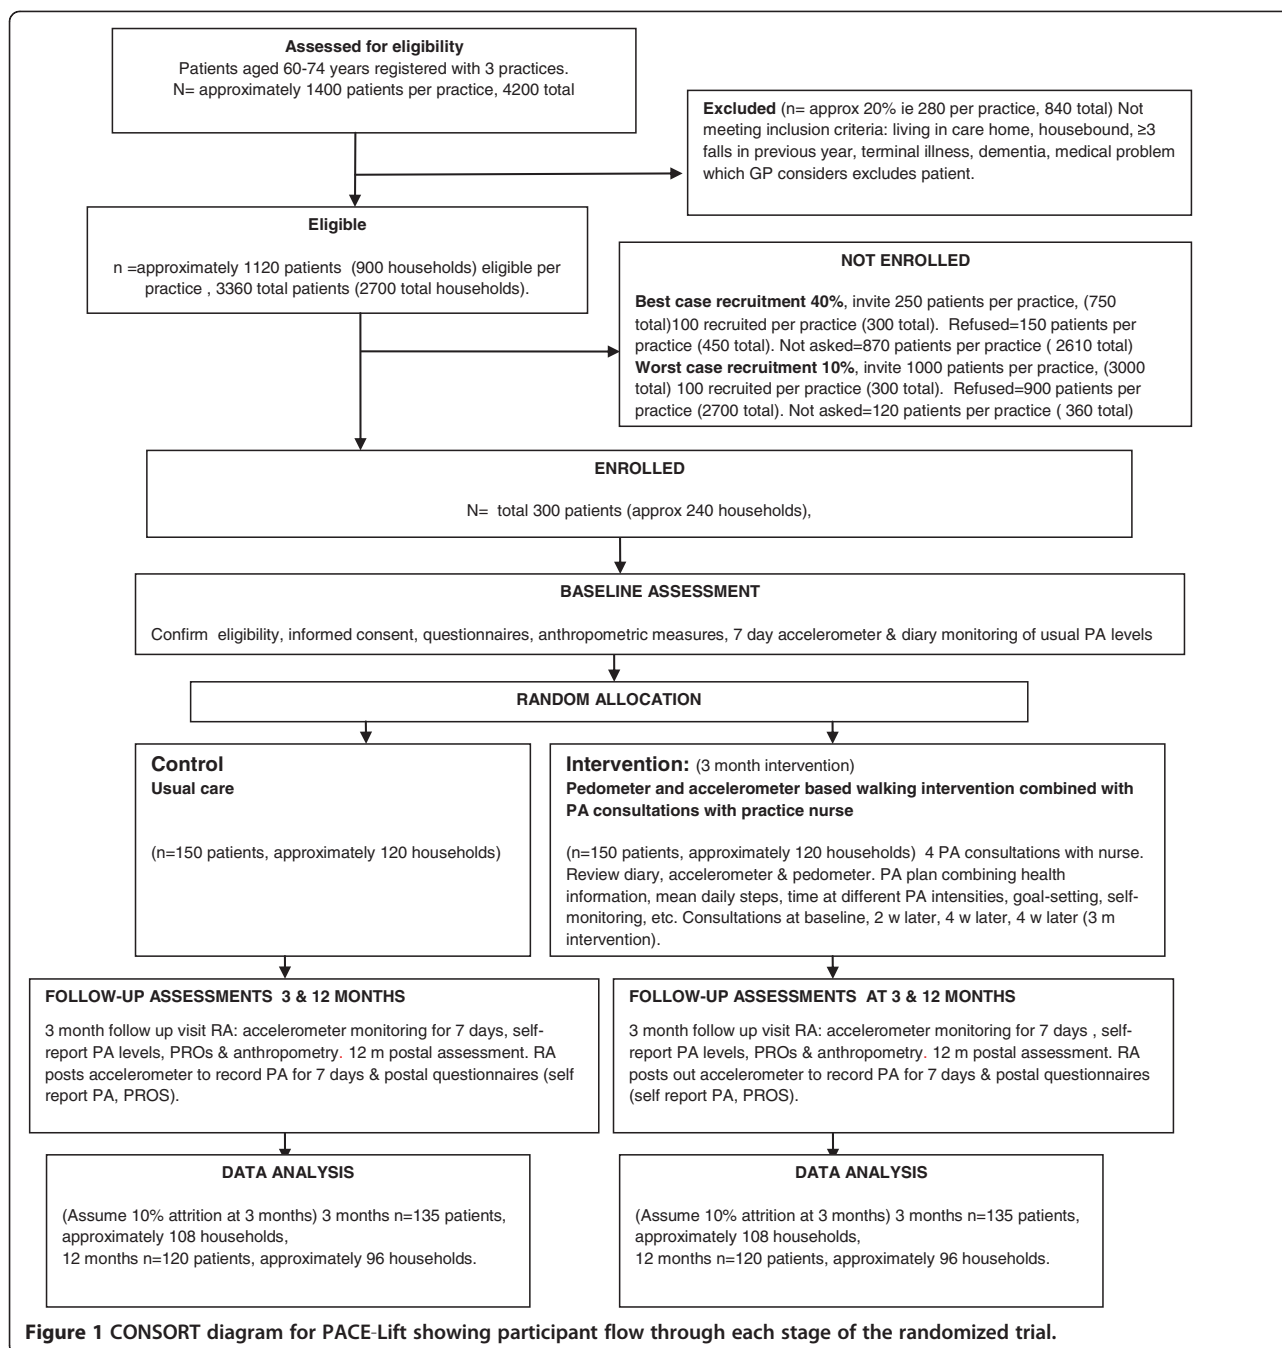 Assessed for eligibility
Patients aged 60-74 years registered with 3 practices.
N= approximately 1400 patients per practice, 4200 total
Excluded (n= approx 20% ie 280 per practice, 840 total) Not
meeting inclusion criteria: living in care home, housebound, ≥3
falls in previous year, terminal illness, dementia, medical problem
which GP considers excludes patient.
Eligible
n =approximately 1120 patients (900 households) eligible per
practice , 3360 total patients (2700 total households).
NOT ENROLLED
Best case recruitment 40%, invite 250 patients per practice, (750
total)100 recruited per practice (300 total). Refused=150 patients per
practice (450 total). Not asked=870 patients per practice ( 2610 total)
Worst case recruitment 10%, invite 1000 patients per practice, (3000
total) 100 recruited per practice (300 total). Refused=900 patients per
practice (2700 total). Not asked=120 patients per practice ( 360 total)
ENROLLED
N= total 300 patients (approx 240 households),
BASELINE ASSESSMENT
Confirm eligibility, informed consent, questionnaires, anthropometric measures, 7 day accelerometer & diary monitoring of usual PA levels
RANDOM ALLOCATION
Control
Usual care
(n=150 patients, approximately 120 households)
Intervention: (3 month intervention)
Pedometer and accelerometer based walking intervention combined with
PA consultations with practice nurse
(n=150 patients, approximately 120 households) 4 PA consultations with nurse.
Review diary, accelerometer & pedometer. PA plan combining health
information, mean daily steps, time at different PA intensities, goal-setting, self-
monitoring, etc. Consultations at baseline, 2 w later, 4 w later, 4 w later (3 m
intervention).
FOLLOW-UP ASSESSMENTS 3 & 12 MONTHS
3 month follow up visit RA: accelerometer monitoring for 7 days, self-
report PA levels, PROs & anthropometry. 12 m postal assessment. RA
posts accelerometer to record PA for 7 days & postal questionnaires (self
report PA, PROS).
FOLLOW-UP ASSESSMENTS AT 3 & 12 MONTHS
3 month follow up visit RA: accelerometer monitoring for 7 days , self-
report PA levels, PROs & anthropometry. 12 m postal assessment. RA
posts out accelerometer to record PA for 7 days & postal questionnaires
(self report PA, PROS).
DATA ANALYSIS
(Assume 10% attrition at 3 months) 3 months n=135 patients,
approximately 108 households,
12 months n=120 patients, approximately 96 households.
DATA ANALYSIS
(Assume 10% attrition at 3 months) 3 months n=135 patients,
approximately 108 households,
12 months n=120 patients, approximately 96 households.
Figure 1 CONSORT diagram for PACE-Lift showing participant flow through each stage of the randomized trial.